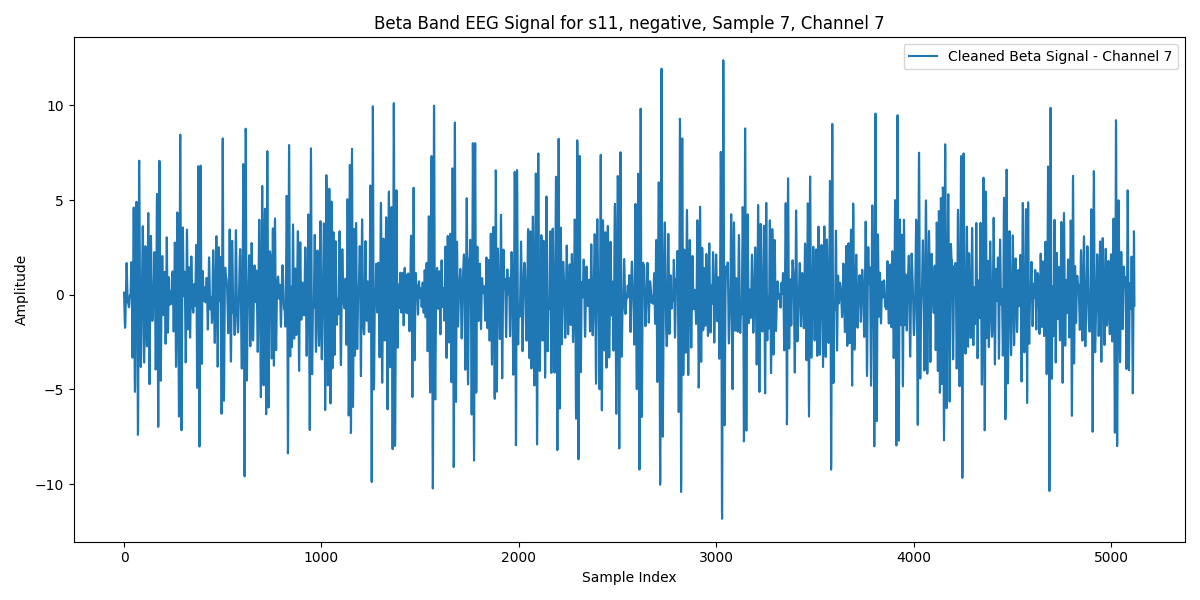 Beta Band EEG Signal for s11, negative, Sample 7, Channel 7
Cleaned Beta Signal - Channel 7
Amplitude
10
5
0
−5
−10
0
1000
2000
3000
4000
5000
Sample Index